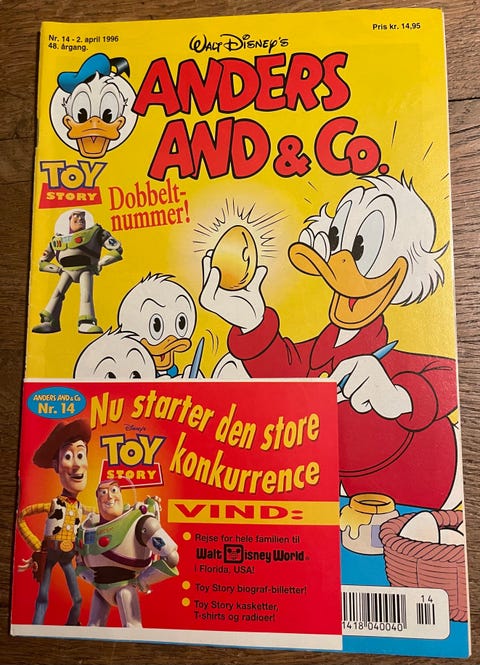 Nr. 14 - 2. april 1996
48. årgang.
Pris kr. 14,95
WALT DISNEY'S
ANDERS
AND & Co.
TOY
STORY
Dobbelt-
nummer!
ANDERS AND & Co
Nr. 14
Nu starter den store
Disney's
TOY
STORY
konkurrence
VIND:
• Rejse for hele familien til
Walt Disney World®
i Florida, USA!
• Toy Story biograf-billetter!
• Toy Story kasketter,
T-shirts og radioer!
14
1418 040040